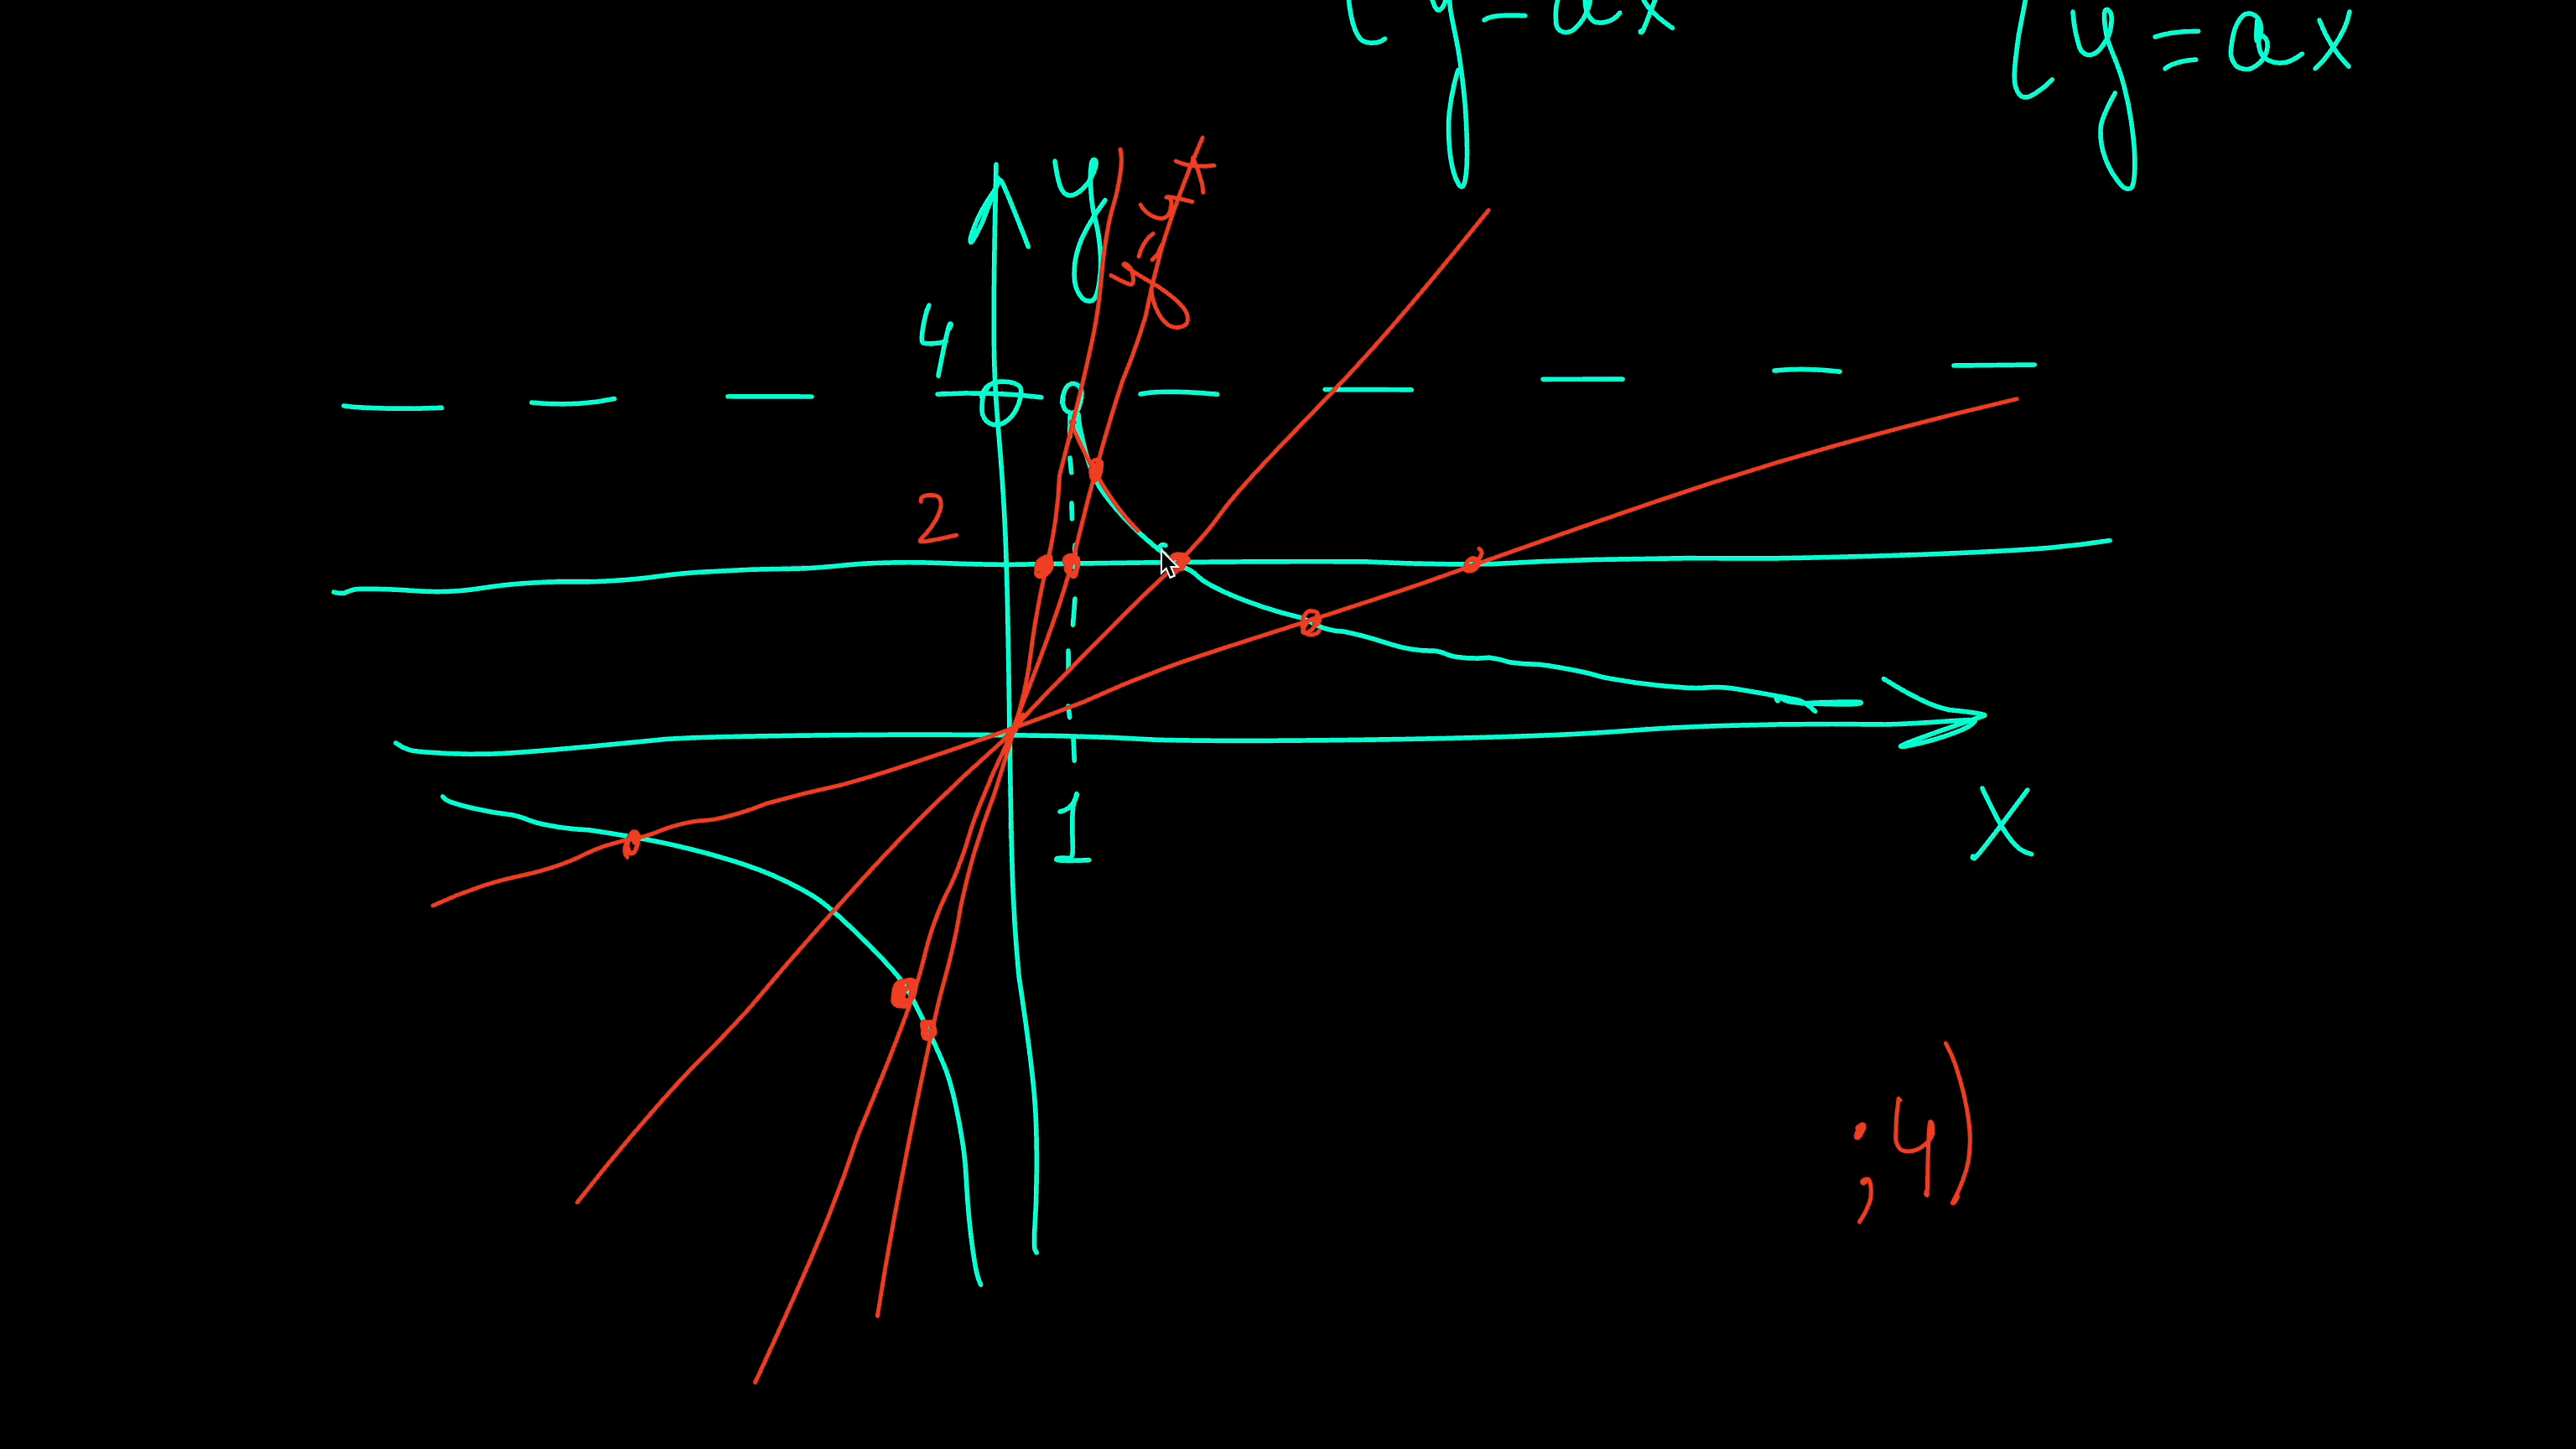 { y = ax
{ y = ax
y
y = 4x
4
2
1
x
; 4)